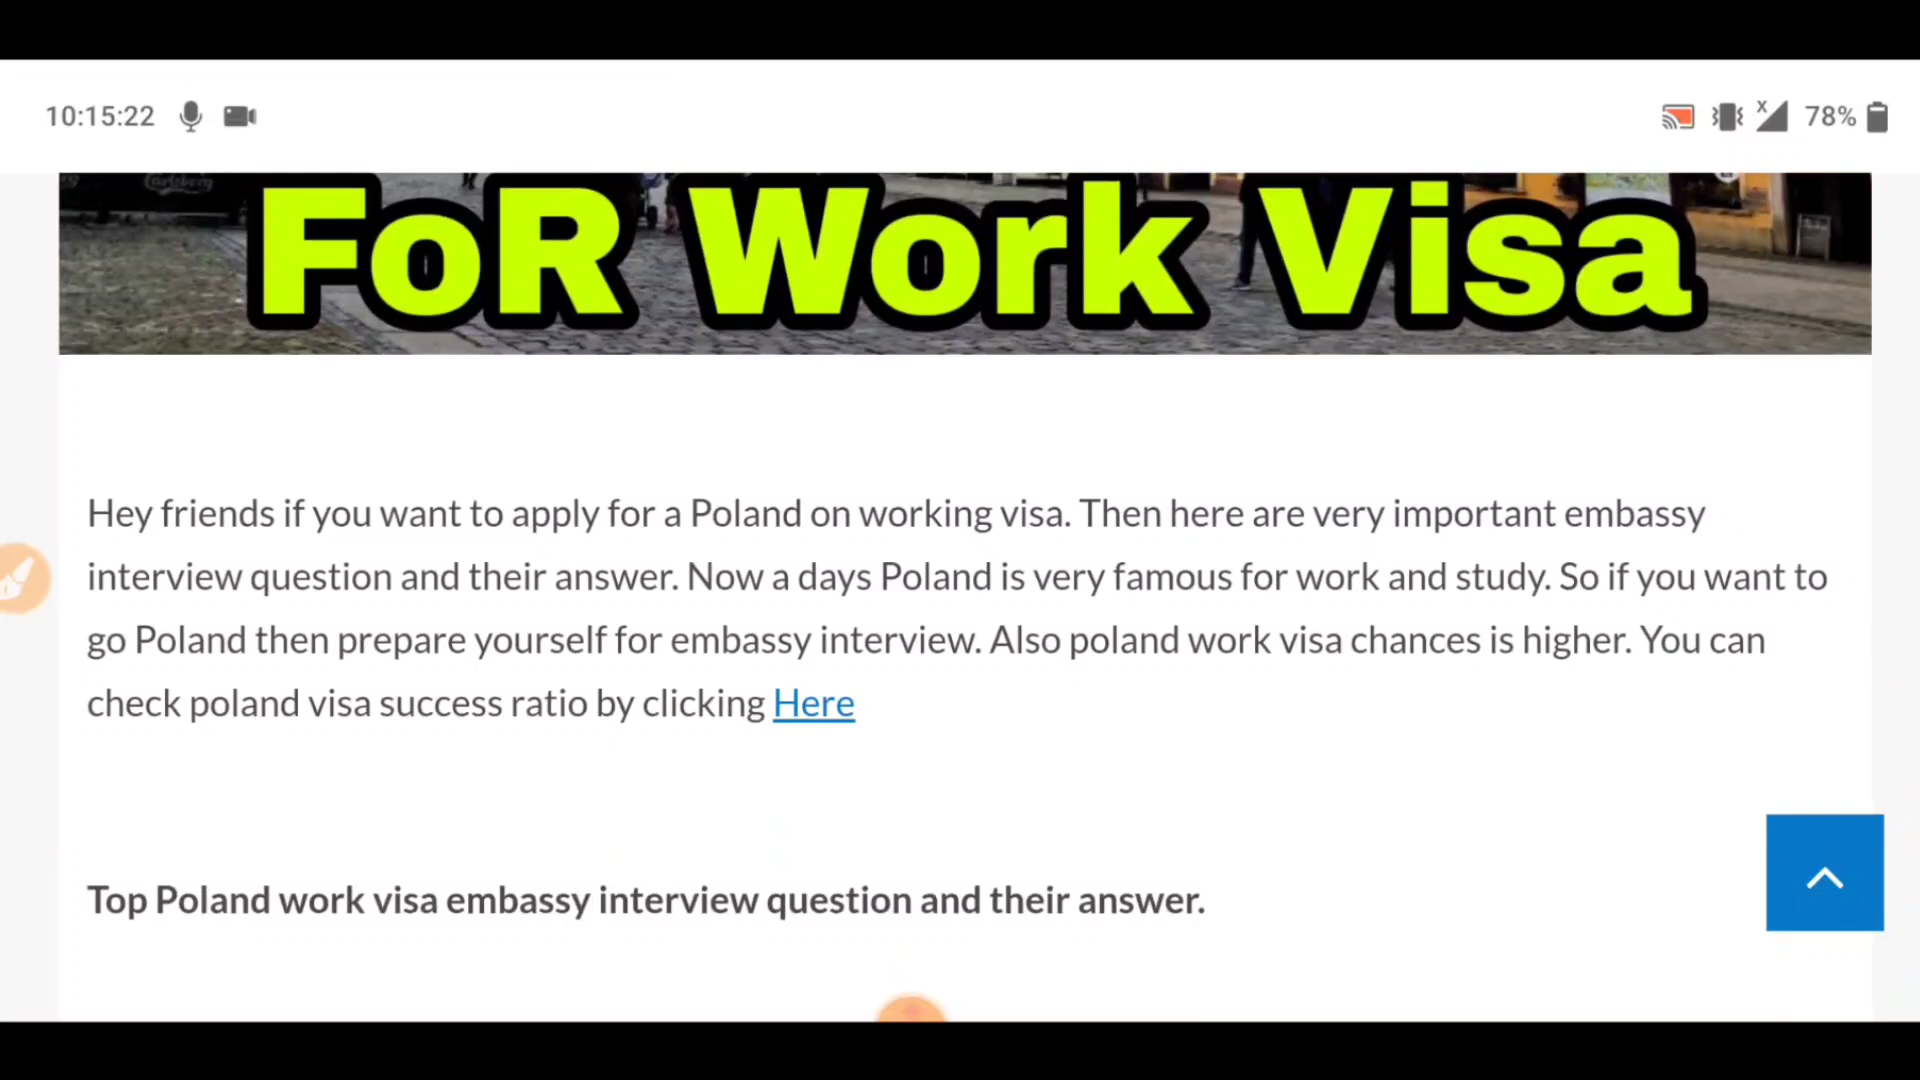 10:15:22
x
78%
Carlsberg
FoR Work Visa
Hey friends if you want to apply for a Poland on working visa. Then here are very important embassy
interview question and their answer. Now a days Poland is very famous for work and study. So if you want to
go Poland then prepare yourself for embassy interview. Also poland work visa chances is higher. You can
check poland visa success ratio by clicking Here
Top Poland work visa embassy interview question and their answer.